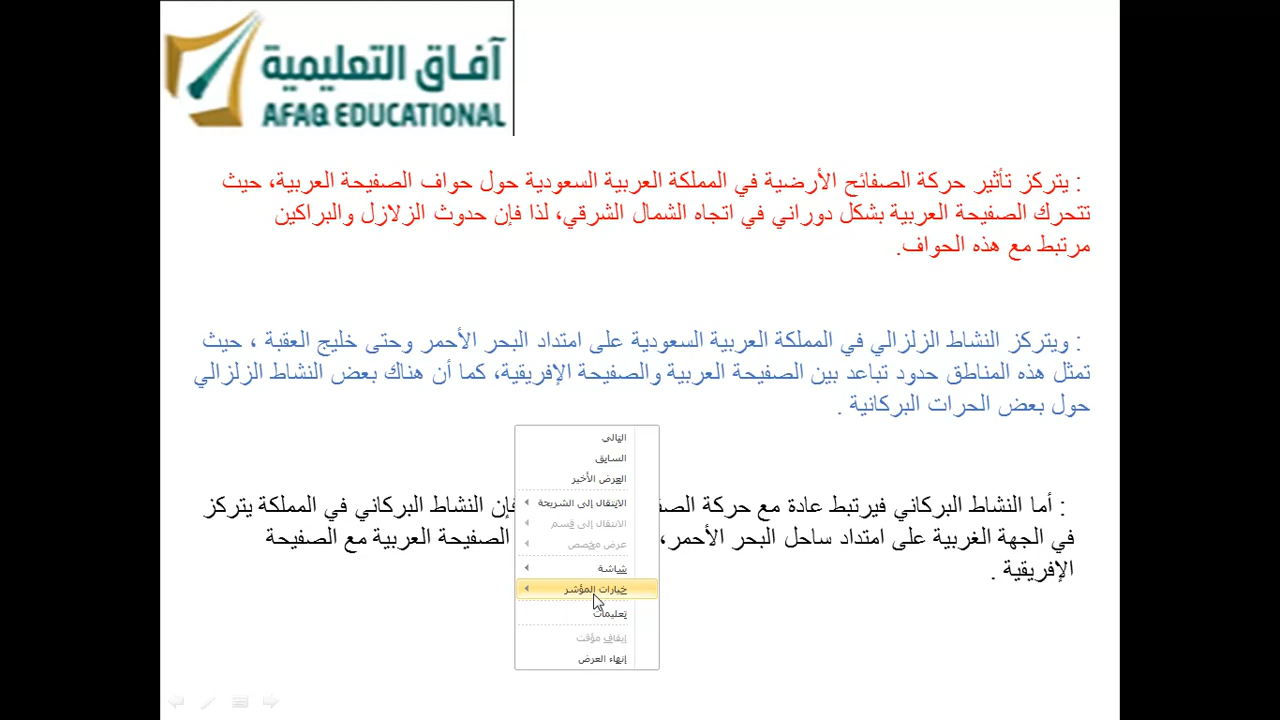 آفاق التعليمية
AFAQ EDUCATIONAL
: يتركز تأثير حركة الصفائح الأرضية في المملكة العربية السعودية حول حواف الصفيحة العربية، حيث
تتحرك الصفيحة العربية بشكل دوراني في اتجاه الشمال الشرقي، لذا فإن حدوث الزلازل والبراكين
مرتبط مع هذه الحواف.
: ويتركز النشاط الزلزالي في المملكة العربية السعودية على امتداد البحر الأحمر وحتى خليج العقبة ، حيث
تمثل هذه المناطق حدود تباعد بين الصفيحة العربية والصفيحة الإفريقية، كما أن هناك بعض النشاط الزلزالي
حول بعض الحرات البركانية .
: أما النشاط البركاني فيرتبط عادة مع حركة فإن النشاط البركاني في المملكة يتركز
في الجهة الغربية على امتداد ساحل البحر الأحمر، الصفيحة العربية مع الصفيحة
الإفريقية .
التالي
السابق
العرض الأخير
الانتقال إلى الشريحة
الانتقال إلى قسم
عرض مخصص
شاشة
خيارات المؤشر
تعليمات
إيقاف مؤقت
إنهاء العرض